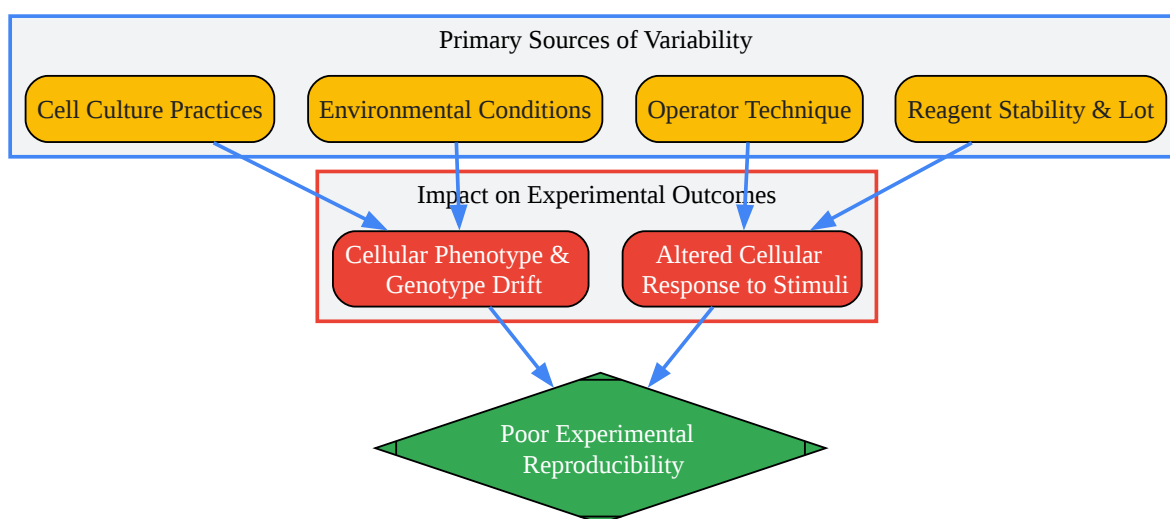 Primary Sources of Variability
Cell Culture Practices
Environmental Conditions
Operator Technique
Reagent Stability & Lot
Impact on Experimental Outcomes
Cellular Phenotype &
Genotype Drift
Altered Cellular
Response to Stimuli
Poor Experimental
Reproducibility